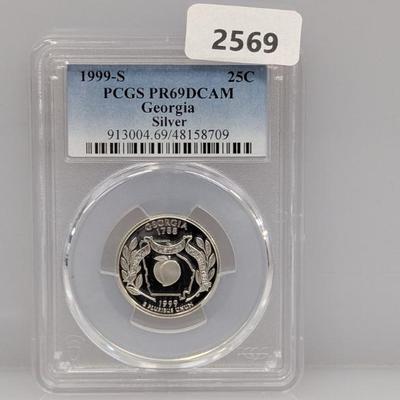 2569
1999-S 25C
PCGS PR69DCAM
Georgia
Silver
913004.69/48158709
GEORGIA
1788
1999
E PLURIBUS UNUM